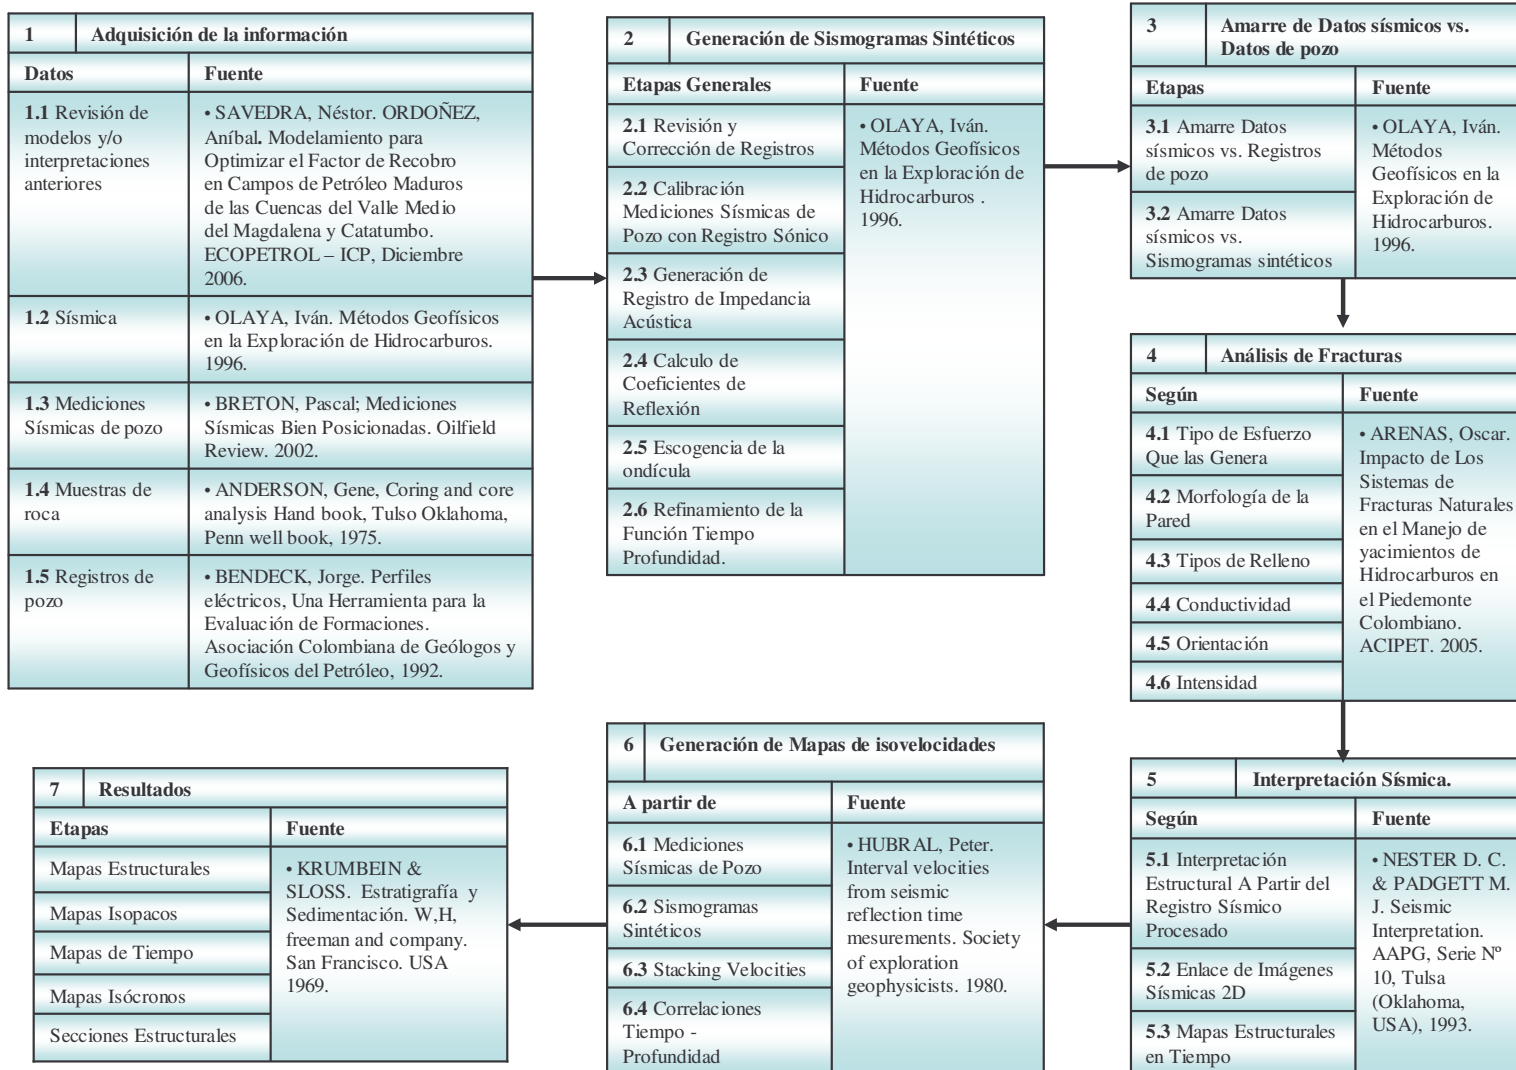 1 Adquisición de la información
Datos Fuente
1.1 Revisión de
modelos y/o
interpretaciones
anteriores
• SAVEDRA, Néstor. ORDOÑEZ,
Aníbal. Modelamiento para
Optimizar el Factor de Recobro
en Campos de Petróleo Maduros
de las Cuencas del Valle Medio
del Magdalena y Catatumbo.
ECOPETROL – ICP, Diciembre
2006.
1.2 Sísmica
• OLAYA, Iván. Métodos Geofísicos
en la Exploración de Hidrocarburos.
1996.
1.3 Mediciones
Sísmicas de pozo
• BRETON, Pascal; Mediciones
Sísmicas Bien Posicionadas. Oilfield
Review. 2002.
1.4 Muestras de
roca
• ANDERSON, Gene, Coring and core
analysis Hand book, Tulso Oklahoma,
Penn well book, 1975.
1.5 Registros de
pozo
• BENDECK, Jorge. Perfiles
eléctricos, Una Herramienta para la
Evaluación de Formaciones.
Asociación Colombiana de Geólogos y
Geofísicos del Petróleo, 1992.
2 Generación de Sismogramas Sintéticos
Etapas Generales Fuente
2.1 Revisión y
Corrección de Registros
2.2 Calibración
Mediciones Sísmicas de
Pozo con Registro Sónico
2.3 Generación de
Registro de Impedancia
Acústica
2.4 Calculo de
Coeficientes de
Reflexión
2.5 Escogencia de la
ondícula
2.6 Refinamiento de la
Función Tiempo
Profundidad.
• OLAYA, Iván.
Métodos Geofísicos
en la Exploración de
Hidrocarburos .
1996.
3 Amarre de Datos sísmicos vs.
Datos de pozo
Etapas Fuente
3.1 Amarre Datos
sísmicos vs. Registros
de pozo
3.2 Amarre Datos
sísmicos vs.
Sismogramas sintéticos
• OLAYA, Iván.
Métodos
Geofísicos en la
Exploración de
Hidrocarburos.
1996.
4 Análisis de Fracturas
Según Fuente
4.1 Tipo de Esfuerzo
Que las Genera
4.2 Morfología de la
Pared
4.3 Tipos de Relleno
4.4 Conductividad
4.5 Orientación
4.6 Intensidad
• ARENAS, Oscar.
Impacto de Los
Sistemas de
Fracturas Naturales
en el Manejo de
yacimientos de
Hidrocarburos en
el Piedemonte
Colombiano.
ACIPET. 2005.
5 Interpretación Sísmica.
Según Fuente
5.1 Interpretación
Estructural A Partir del
Registro Sísmico
Procesado
5.2 Enlace de Imágenes
Sísmicas 2D
5.3 Mapas Estructurales
en Tiempo
• NESTER D. C.
& PADGETT M.
J. Seismic
Interpretation.
AAPG, Serie Nº
10, Tulsa
(Oklahoma,
USA), 1993.
6 Generación de Mapas de isovelocidades
A partir de Fuente
6.1 Mediciones
Sísmicas de Pozo
6.2 Sismogramas
Sintéticos
6.3 Stacking Velocities
6.4 Correlaciones
Tiempo -
Profundidad
• HUBRAL, Peter.
Interval velocities
from seismic
reflection time
mesurements. Society
of exploration
geophysicists. 1980.
7 Resultados
Etapas Fuente
Mapas Estructurales
Mapas Isopacos
Mapas de Tiempo
Mapas Isócronos
Secciones Estructurales
• KRUMBEIN &
SLOSS. Estratigrafía y
Sedimentación. W,H,
freeman and company.
San Francisco. USA
1969.